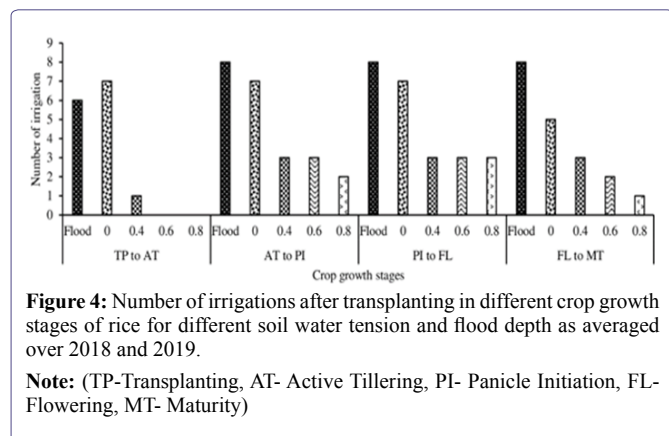 9
8
7
6
5
4
3
2
1
0
Number of irrigation
Flood 0 0.4 0.6 0.8 Flood 0 0.4 0.6 0.8 Flood 0 0.4 0.6 0.8 Flood 0 0.4 0.6 0.8
TP to AT AT to PI PI to FL FL to MT
Crop growth stages
Figure 4: Number of irrigations after transplanting in different crop growth
stages of rice for different soil water tension and flood depth as averaged
over 2018 and 2019.
Note: (TP-Transplanting, AT- Active Tillering, PI- Panicle Initiation, FL-
Flowering, MT- Maturity)